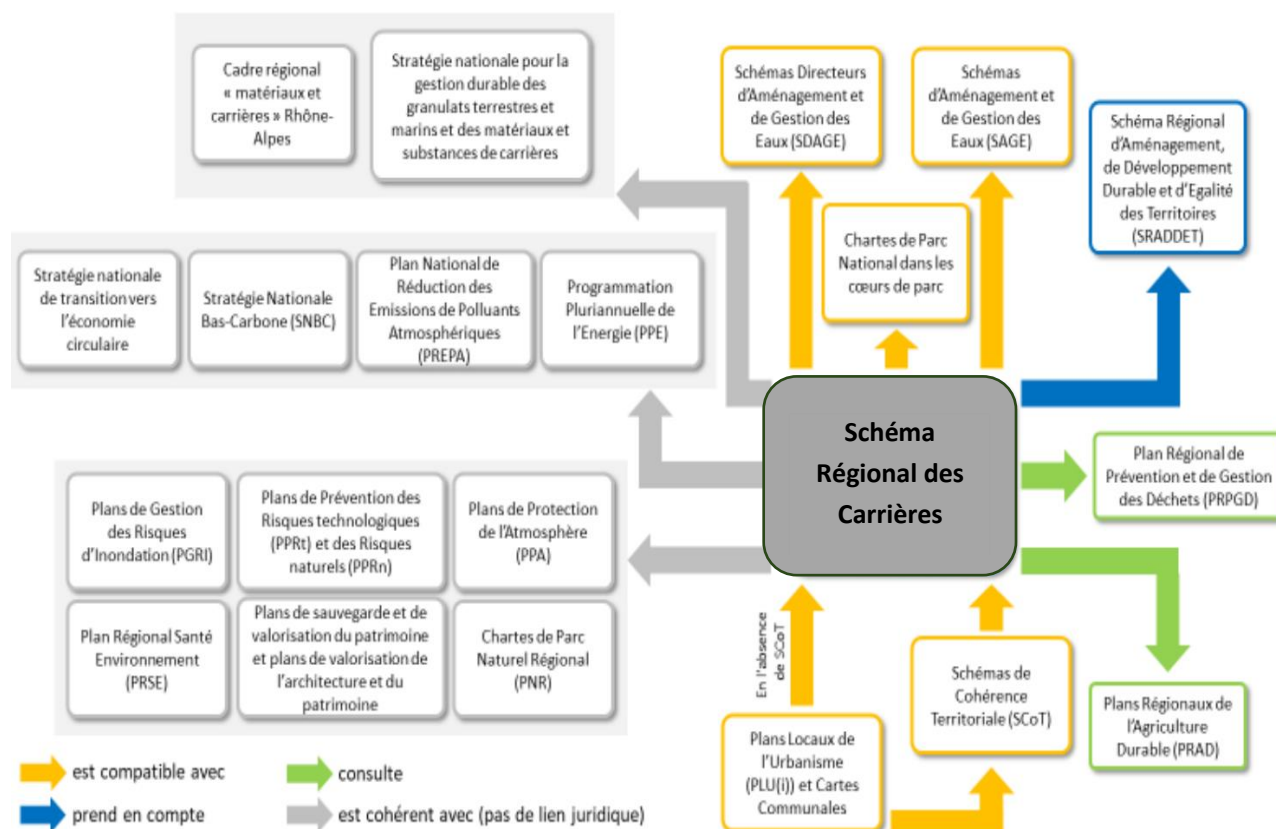 Cadre régional
« matériaux et
carrières » Rhône-
Alpes
Stratégie nationale pour la
gestion durable des
granulats terrestres et
marins et des matériaux et
substances de carrières
Schémas Directeurs
d'Aménagement et
de Gestion des
Eaux (SDAGE)
Schémas
d'Aménagement et
de Gestion des
Eaux (SAGE)
Schéma Régional
d'Aménagement,
de Développement
Durable et d'Egalité
des Territoires
(SRADDET)
Chartes de Parc
National dans les
cœurs de parc
Stratégie nationale
de transition vers
l'économie
circulaire
Stratégie Nationale
Bas-Carbone (SNBC)
Plan National de
Réduction des
Emissions de Polluants
Atmosphériques
(PREPA)
Programmation
Pluriannuelle de
l'Energie (PPE)
Schéma
Régional des
Carrières
Plan Régional de
Prévention et de Gestion
des Déchets (PRPGD)
Plans de Gestion
des Risques
d'Inondation (PGRI)
Plans de Prévention des
Risques technologiques
(PPRt) et des Risques
naturels (PPRn)
Plans de Protection
de l'Atmosphère
(PPA)
Plan Régional Santé
Environnement
(PRSE)
Plans de sauvegarde et de
valorisation du patrimoine
et plans de valorisation de
l'architecture et du
patrimoine
Chartes de Parc
Naturel Régional
(PNR)
En l'absence
de SCoT
Schémas de
Cohérence
Territoriale (SCoT)
Plans Régionaux de
l'Agriculture
Durable (PRAD)
Plans Locaux de
l'Urbanisme
(PLU(i)) et Cartes
Communales
est compatible avec
consulte
prend en compte
est cohérent avec (pas de lien juridique)